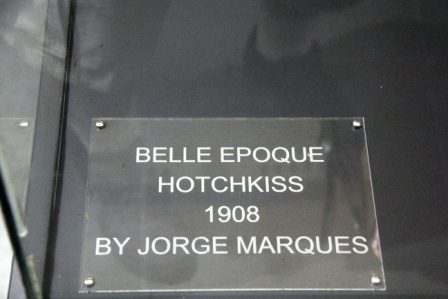 BELLE EPOQUE
HOTCHKISS
1908
BY JORGE MARQUES